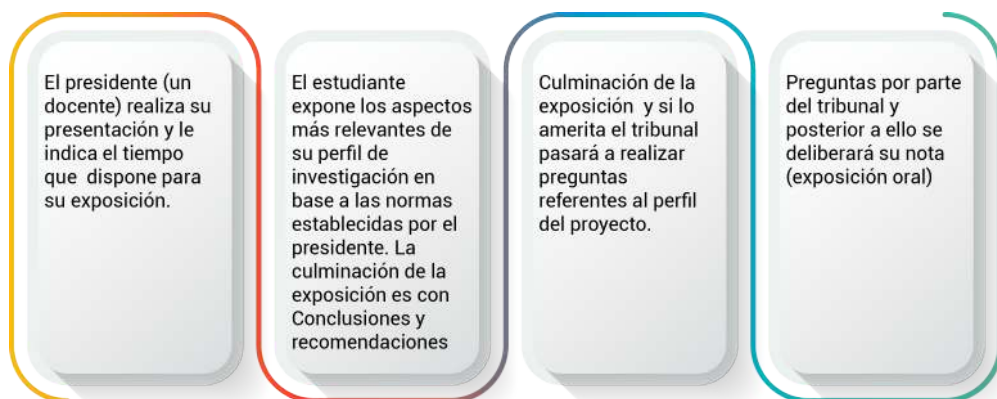 El presidente (un
docente) realiza su
presentación y le
indica el tiempo
que dispone para
su exposición.
El estudiante
expone los aspectos
más relevantes de
su perfil de
investigación en
base a las normas
establecidas por el
presidente. La
culminación de la
exposición es con
Conclusiones y
recomendaciones
Culminación de la
exposición y si lo
amerita el tribunal
pasará a realizar
preguntas
referentes al perfil
del proyecto.
Preguntas por parte
del tribunal y
posterior a ello se
deliberará su nota
(exposición oral)